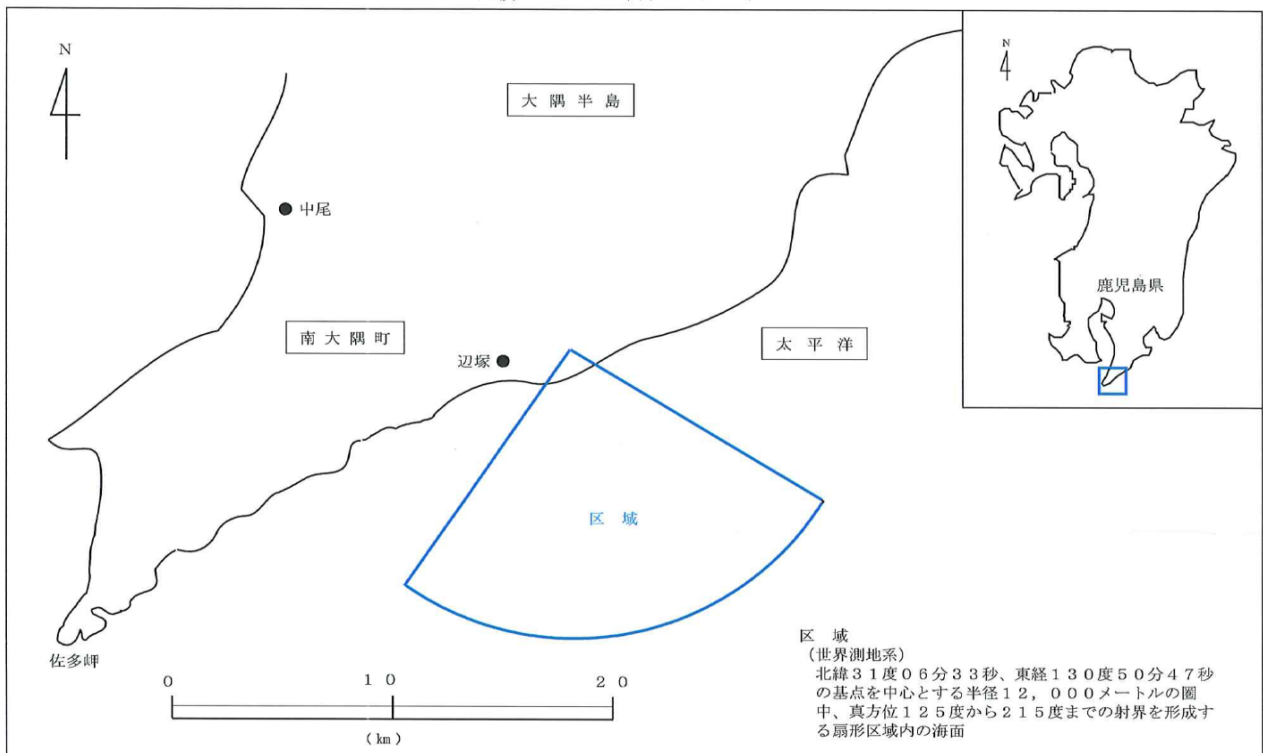 N
大隅半島
N
中尾
鹿児島県
南大隅町
太平洋
辺塚
区　域
佐多岬
０　１０　２０
(km)
区　域
（世界測地系）
北緯３１度０６分３３秒、東経１３０度５０分４７秒
の基点を中心とする半径１２，０００メートルの圏
中、真方位１２５度から２１５度までの射界を形成す
る扇形区域内の海面